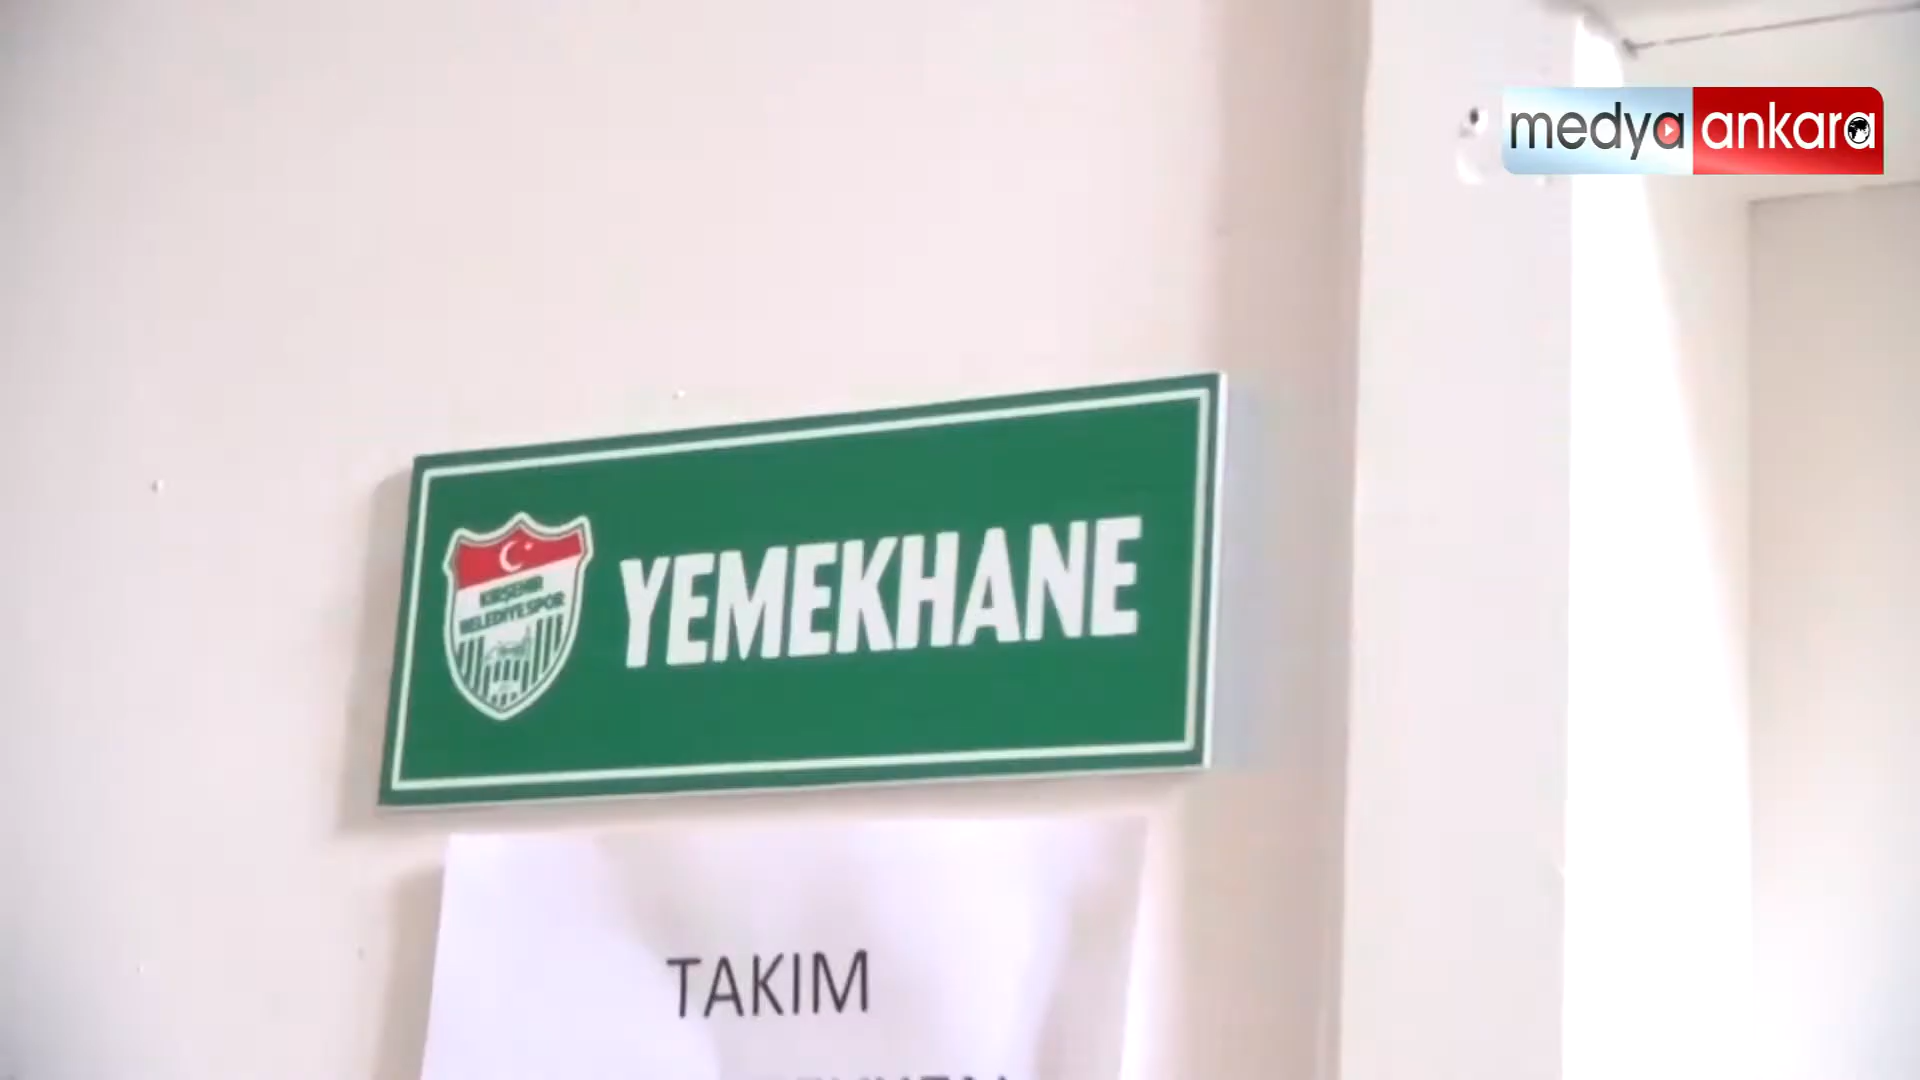 medya ankara
YEMEKHANE
KIRŞEHİR
BELEDİYESPOR
TAKIM